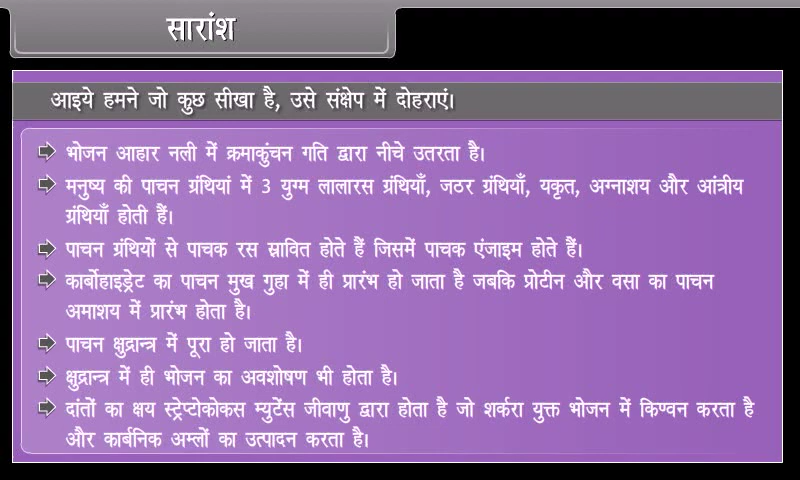 सारांश
आइये हमने जो कुछ सीखा है, उसे संक्षेप में दोहराएं।
भोजन आहार नली में क्रमाकुंचन गति द्वारा नीचे उतरता है।
मनुष्य की पाचन ग्रंथियां में 3 युग्म लालारस ग्रंथियाँ, जठर ग्रंथियाँ, यकृत, अग्नाशय और आंत्रीय
ग्रंथियाँ होती हैं।
पाचन ग्रंथियों से पाचक रस स्रावित होते हैं जिसमें पाचक एंजाइम होते हैं।
कार्बोहाइड्रेट का पाचन मुख गुहा में ही प्रारंभ हो जाता है जबकि प्रोटीन और वसा का पाचन
अमाशय में प्रारंभ होता है।
पाचन क्षुद्रान्त्र में पूरा हो जाता है।
क्षुद्रान्त्र में ही भोजन का अवशोषण भी होता है।
दांतों का क्षय स्ट्रेप्टोकोकस म्युटेंस जीवाणु द्वारा होता है जो शर्करा युक्त भोजन में किण्वन करता है
और कार्बनिक अम्लों का उत्पादन करता है।